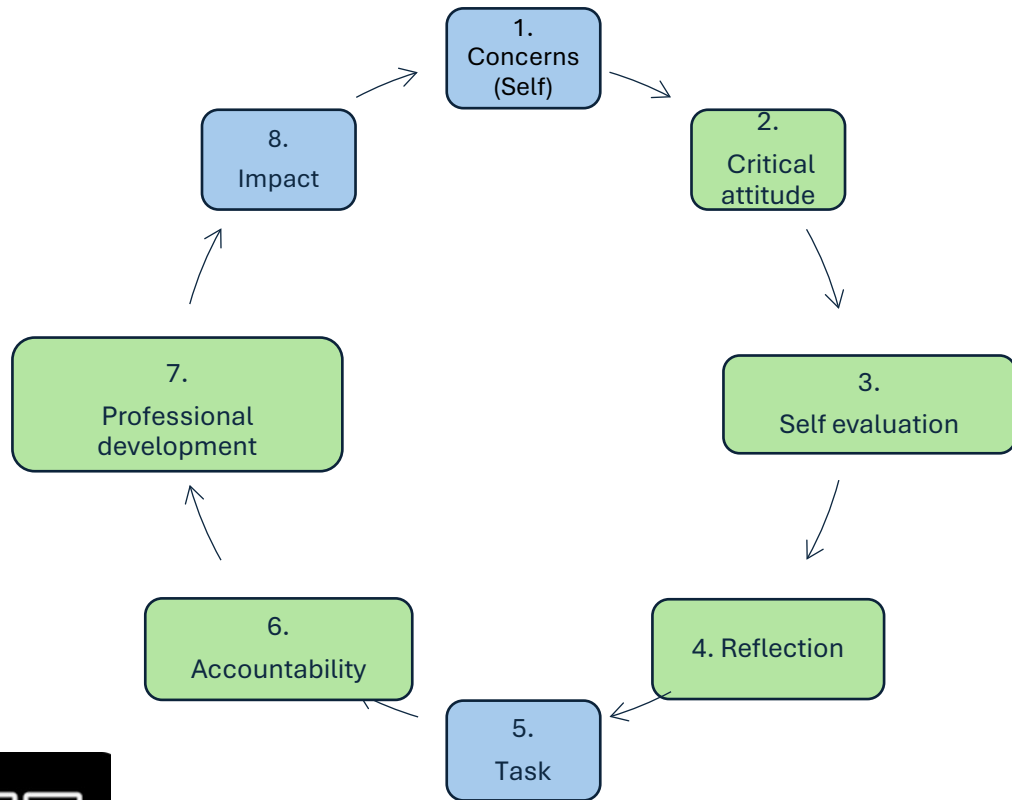 1.
Concerns
(Self)
2.
Critical
attitude
3.
Self evaluation
4. Reflection
5.
Task
6.
Accountability
7.
Professional
development
8.
Impact